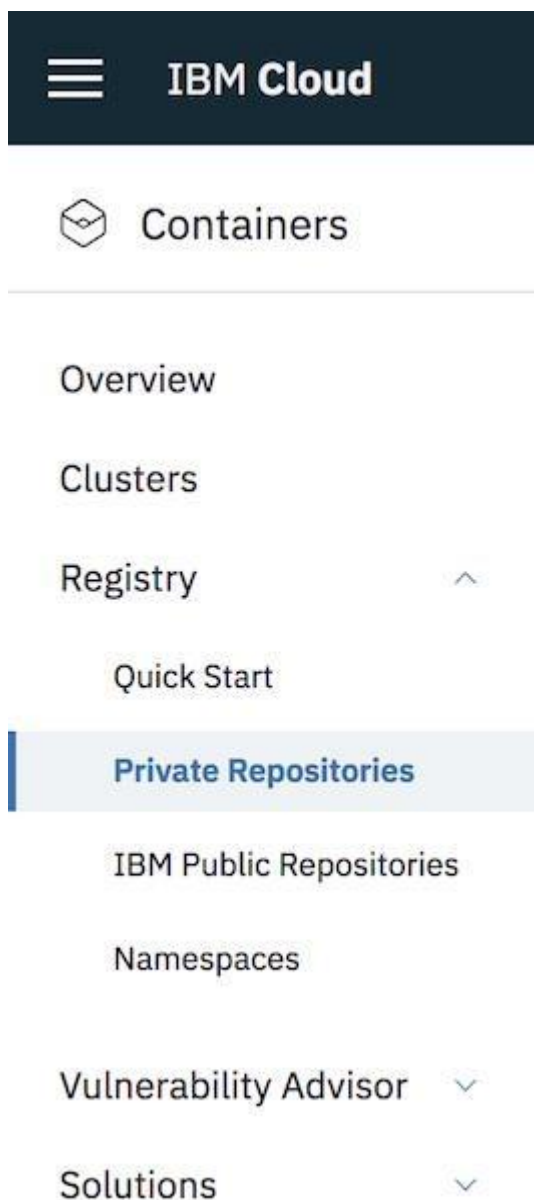 IBM Cloud
Containers
Overview
Clusters
Registry
Quick Start
Private Repositories
IBM Public Repositories
Namespaces
Vulnerability Advisor
Solutions